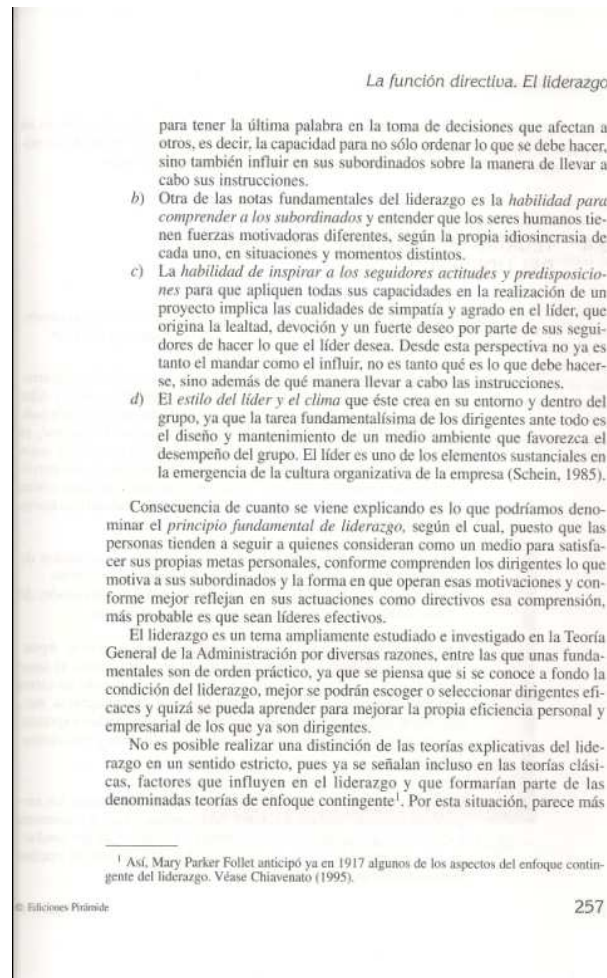 La función directiva. El liderazgo
para tener la última palabra en la toma de decisiones que afectan a
otros, es decir, la capacidad para no sólo ordenar lo que se debe hacer,
sino también influir en sus subordinados sobre la manera de llevar a
cabo sus instrucciones.
b) Otra de las notas fundamentales del liderazgo es la habilidad para
comprender a los subordinados y entender que los seres humanos tie-
nen fuerzas motivadoras diferentes, según la propia idiosincrasia de
cada uno, en situaciones y momentos distintos.
c) La habilidad de inspirar a los seguidores actitudes y predisposicio-
nes para que apliquen todas sus capacidades en la realización de un
proyecto implica las cualidades de simpatía y agrado en el líder, que
origina la lealtad, devoción y un fuerte deseo por parte de sus segui-
dores de hacer lo que el líder desea. Desde esta perspectiva no ya es
tanto el mandar como el influir, no es tanto qué es lo que debe hacer-
se, sino además de qué manera llevar a cabo las instrucciones.
d) El estilo del líder y el clima que éste crea en su entorno y dentro del
grupo, ya que la tarea fundamentalísima de los dirigentes ante todo es
el diseño y mantenimiento de un medio ambiente que favorezca el
desempeño del grupo. El líder es uno de los elementos sustanciales en
la emergencia de la cultura organizativa de la empresa (Schein, 1985).
Consecuencia de cuanto se viene explicando es lo que podríamos deno-
minar el principio fundamental de liderazgo, según el cual, puesto que las
personas tienden a seguir a quienes consideran como un medio para satisfa-
cer sus propias metas personales, conforme comprenden los dirigentes lo que
motiva a sus subordinados y la forma en que operan esas motivaciones y con-
forme mejor reflejan en sus actuaciones como directivos esa comprensión,
más probable es que sean líderes efectivos.
El liderazgo es un tema ampliamente estudiado e investigado en la Teoría
General de la Administración por diversas razones, entre las que unas funda-
mentales son de orden práctico, ya que se piensa que si se conoce a fondo la
condición del liderazgo, mejor se podrán escoger o seleccionar dirigentes efi-
caces y quizá se pueda aprender para mejorar la propia eficiencia personal y
empresarial de los que ya son dirigentes.
No es posible realizar una distinción de las teorías explicativas del lide-
razgo en un sentido estricto, pues ya se señalan incluso en las teorías clási-
cas, factores que influyen en el liderazgo y que formarían parte de las
denominadas teorías de enfoque contingente¹. Por esta situación, parece más
¹ Así, Mary Parker Follet anticipó ya en 1917 algunos de los aspectos del enfoque contin-
gente del liderazgo. Véase Chiavenato (1995).
© Ediciones Pirámide
257